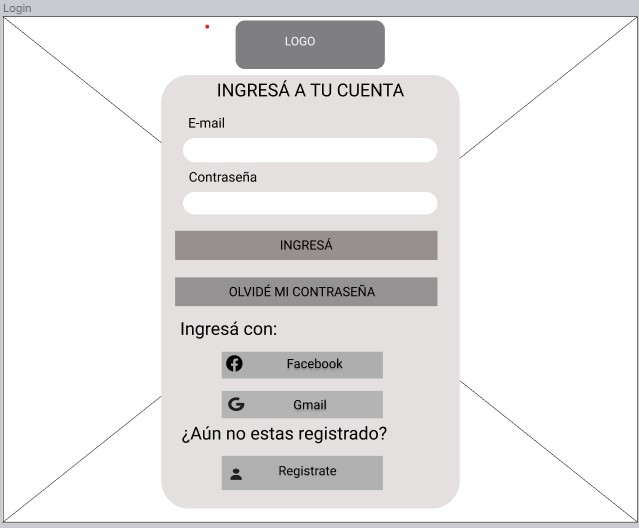 Login
LOGO
INGRESÁ A TU CUENTA
E-mail
Contraseña
INGRESÁ
OLVIDÉ MI CONTRASEÑA
Ingresá con:
Facebook
Gmail
¿Aún no estas registrado?
Registrate